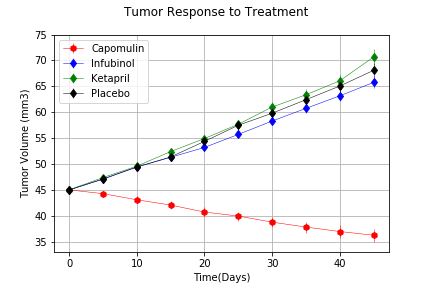 Tumor Response to Treatment
75
70
65
60
55
50
45
40
35
Tumor Volume (mm3)
Capomulin
Infubinol
Ketapril
Placebo
0 10 20 30 40
Time(Days)